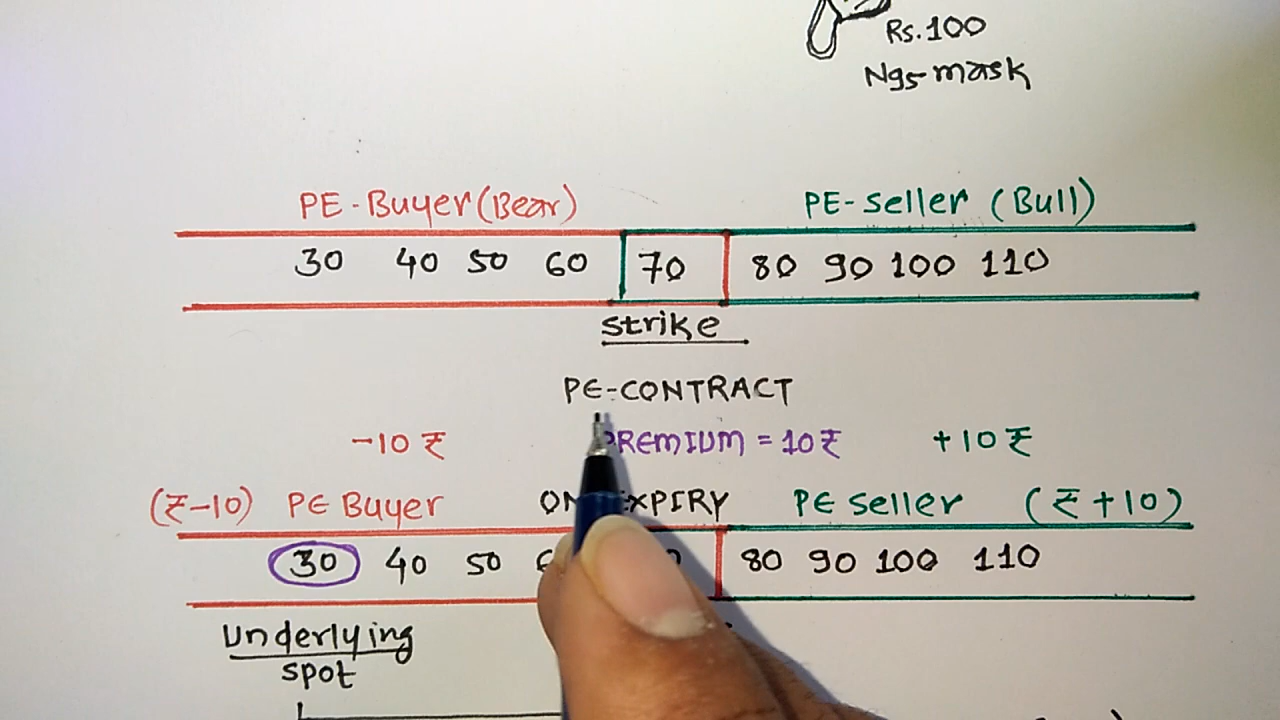 Rs.100
N95-mask
PE-Buyer(Bear) PE-seller (Bull)
30 40 50 60 70 80 90 100 110
strike
PE-CONTRACT
-10₹ PREMIUM = 10₹ +10₹
(₹-10) PE Buyer ON EXPIRY PE seller (₹+10)
30 40 50 80 90 100 110
underlying
spot